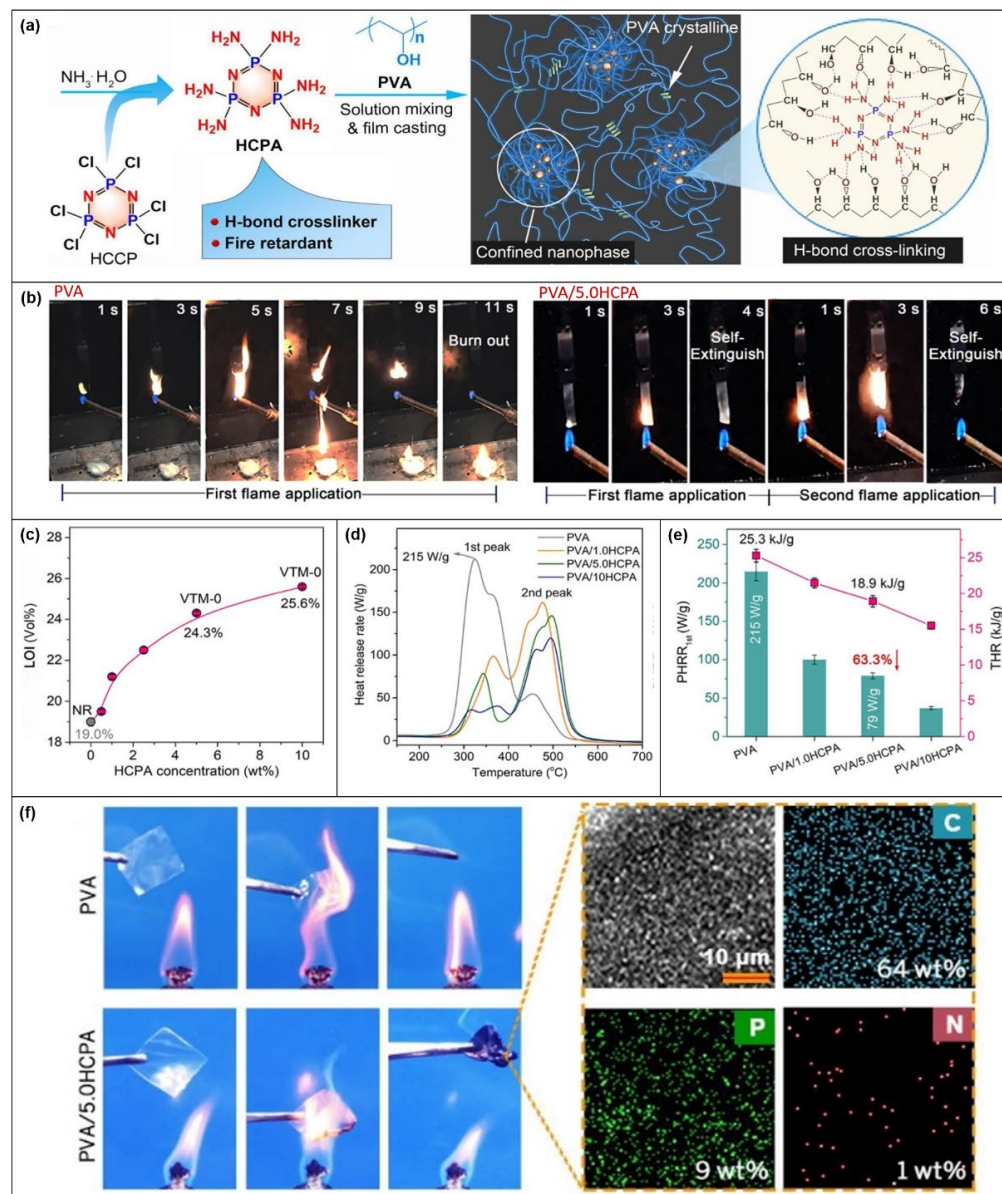 (a)
NH₃·H₂O
Cl
Cl
Cl
Cl
Cl
Cl
P
P
P
N
N
N
HCCP
NH₂
NH₂
H₂N
H₂N
NH₂
NH₂
P
P
P
N
N
N
HCPA
H-bond crosslinker
Fire retardant
OH
n
PVA
Solution mixing
& film casting
PVA crystalline
Confined nanophase
H-bond cross-linking
(b)
PVA
1 s
3 s
5 s
7 s
9 s
11 s
Burn out
First flame application
PVA/5.0HCPA
1 s
3 s
4 s
Self-
Extinguish
1 s
3 s
6 s
Self-
Extinguish
First flame application
Second flame application
(c)
LOI (Vol%)
28
26
24
22
20
18
NR
19.0%
VTM-0
24.3%
VTM-0
25.6%
0
2
4
6
8
10
HCPA concentration (wt%)
(d)
Heat release rate (W/g)
215 W/g
1st peak
2nd peak
PVA
PVA/1.0HCPA
PVA/5.0HCPA
PVA/10HCPA
250
200
150
100
50
0
200
300
400
500
600
700
Temperature (°C)
(e)
PHRR1st (W/g)
250
200
150
100
50
0
25.3 kJ/g
18.9 kJ/g
215 W/g
63.3%
79 W/g
25
20
15
10
5
0
THR (kJ/g)
PVA
PVA/1.0HCPA
PVA/5.0HCPA
PVA/10HCPA
(f)
PVA
PVA/5.0HCPA
10 µm
C
64 wt%
P
9 wt%
N
1 wt%